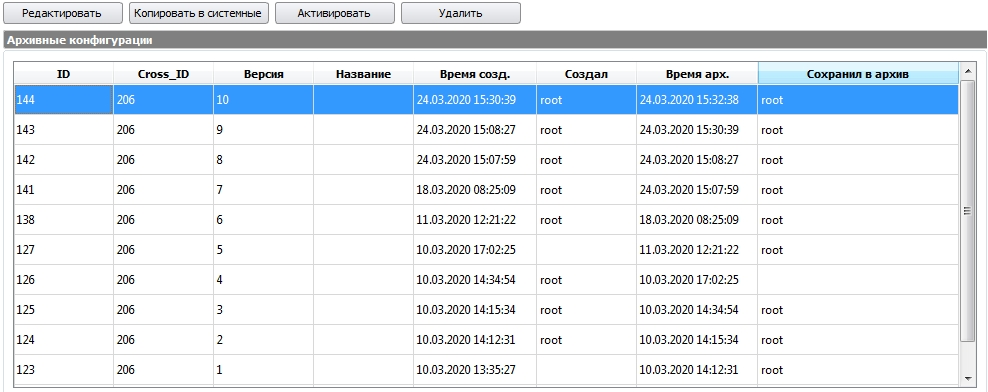 Редактировать Копировать в системные Активировать Удалить
Архивные конфигурации
ID Cross_ID Версия Название Время созд. Создал Время арх. Сохранил в архив
144 206 10 24.03.2020 15:30:39 root 24.03.2020 15:32:38 root
143 206 9 24.03.2020 15:08:27 root 24.03.2020 15:30:39 root
142 206 8 24.03.2020 15:07:59 root 24.03.2020 15:08:27 root
141 206 7 18.03.2020 08:25:09 root 24.03.2020 15:07:59 root
138 206 6 11.03.2020 12:21:22 root 18.03.2020 08:25:09 root
127 206 5 10.03.2020 17:02:25 11.03.2020 12:21:22 root
126 206 4 10.03.2020 14:34:54 root 10.03.2020 17:02:25
125 206 3 10.03.2020 14:15:34 root 10.03.2020 14:34:54 root
124 206 2 10.03.2020 14:12:31 root 10.03.2020 14:15:34 root
123 206 1 10.03.2020 13:35:27 10.03.2020 14:12:31 root